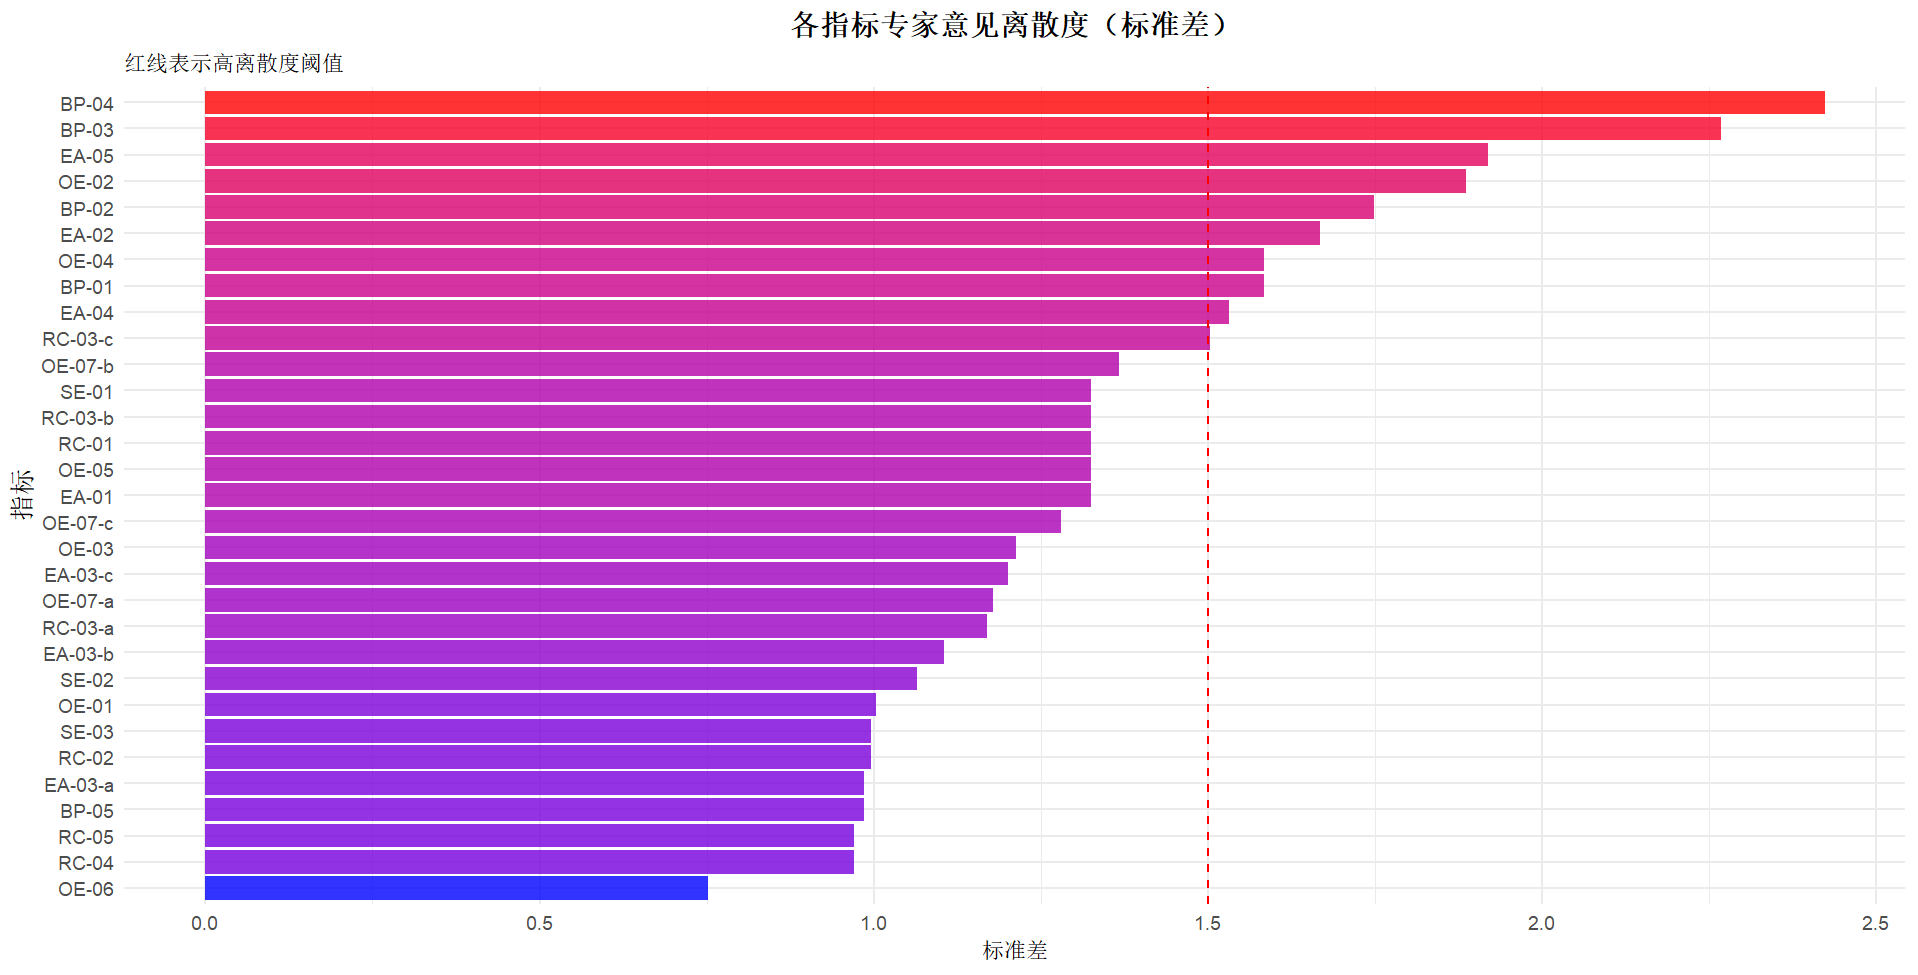 各指标专家意见离散度（标准差）
红线表示高离散度阈值
BP-04
BP-03
EA-05
OE-02
BP-02
EA-02
OE-04
BP-01
EA-04
RC-03-c
OE-07-b
SE-01
RC-03-b
RC-01
OE-05
EA-01
OE-07-c
OE-03
EA-03-c
OE-07-a
RC-03-a
EA-03-b
SE-02
OE-01
SE-03
RC-02
EA-03-a
BP-05
RC-05
RC-04
OE-06
指标
0.0 0.5 1.0 1.5 2.0 2.5
标准差